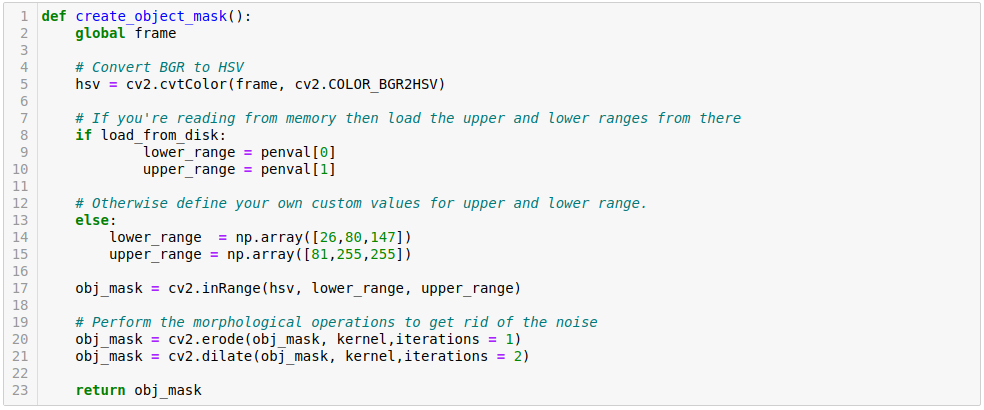 1 def create_object_mask():
2     global frame
3
4     # Convert BGR to HSV
5     hsv = cv2.cvtColor(frame, cv2.COLOR_BGR2HSV)
6
7     # If you're reading from memory then load the upper and lower ranges from there
8     if load_from_disk:
9             lower_range = penval[0]
10             upper_range = penval[1]
11
12     # Otherwise define your own custom values for upper and lower range.
13     else:
14         lower_range  = np.array([26,80,147])
15         upper_range = np.array([81,255,255])
16
17     obj_mask = cv2.inRange(hsv, lower_range, upper_range)
18
19     # Perform the morphological operations to get rid of the noise
20     obj_mask = cv2.erode(obj_mask, kernel,iterations = 1)
21     obj_mask = cv2.dilate(obj_mask, kernel,iterations = 2)
22
23     return obj_mask